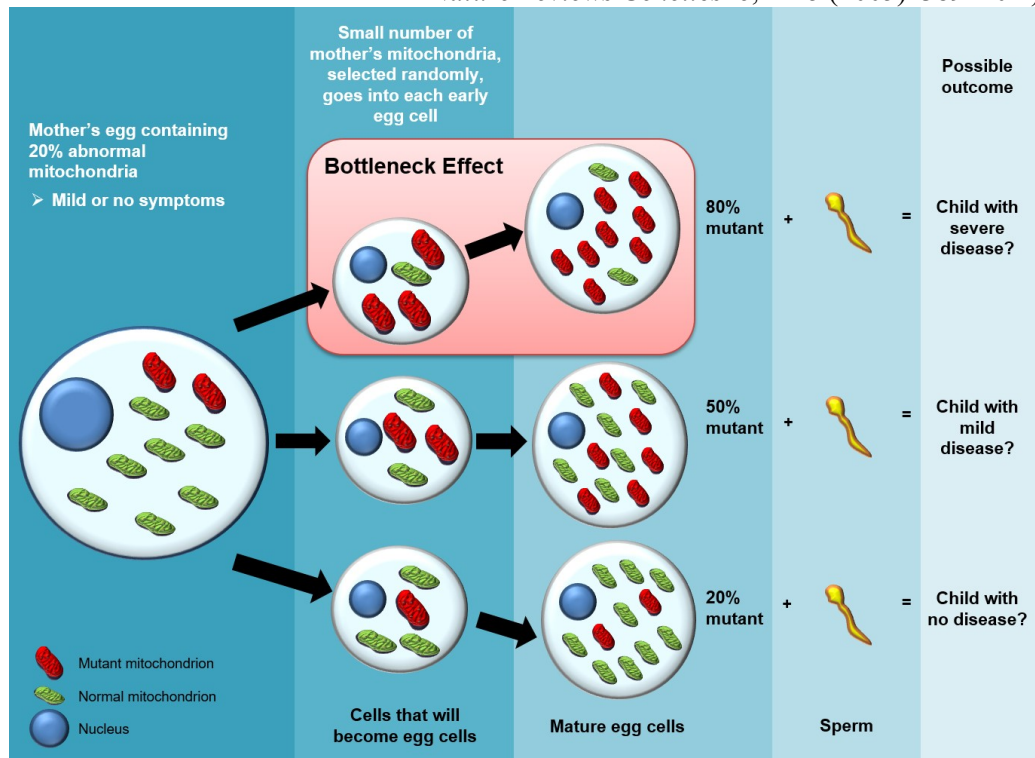 Small number of
mother's mitochondria,
selected randomly,
goes into each early
egg cell
Possible
outcome
Mother's egg containing
20% abnormal
mitochondria
➢ Mild or no symptoms
Bottleneck Effect
80%
mutant
+
=
Child with
severe
disease?
50%
mutant
+
=
Child with
mild
disease?
20%
mutant
+
=
Child with
no disease?
Mutant mitochondrion
Normal mitochondrion
Nucleus
Cells that will
become egg cells
Mature egg cells
Sperm